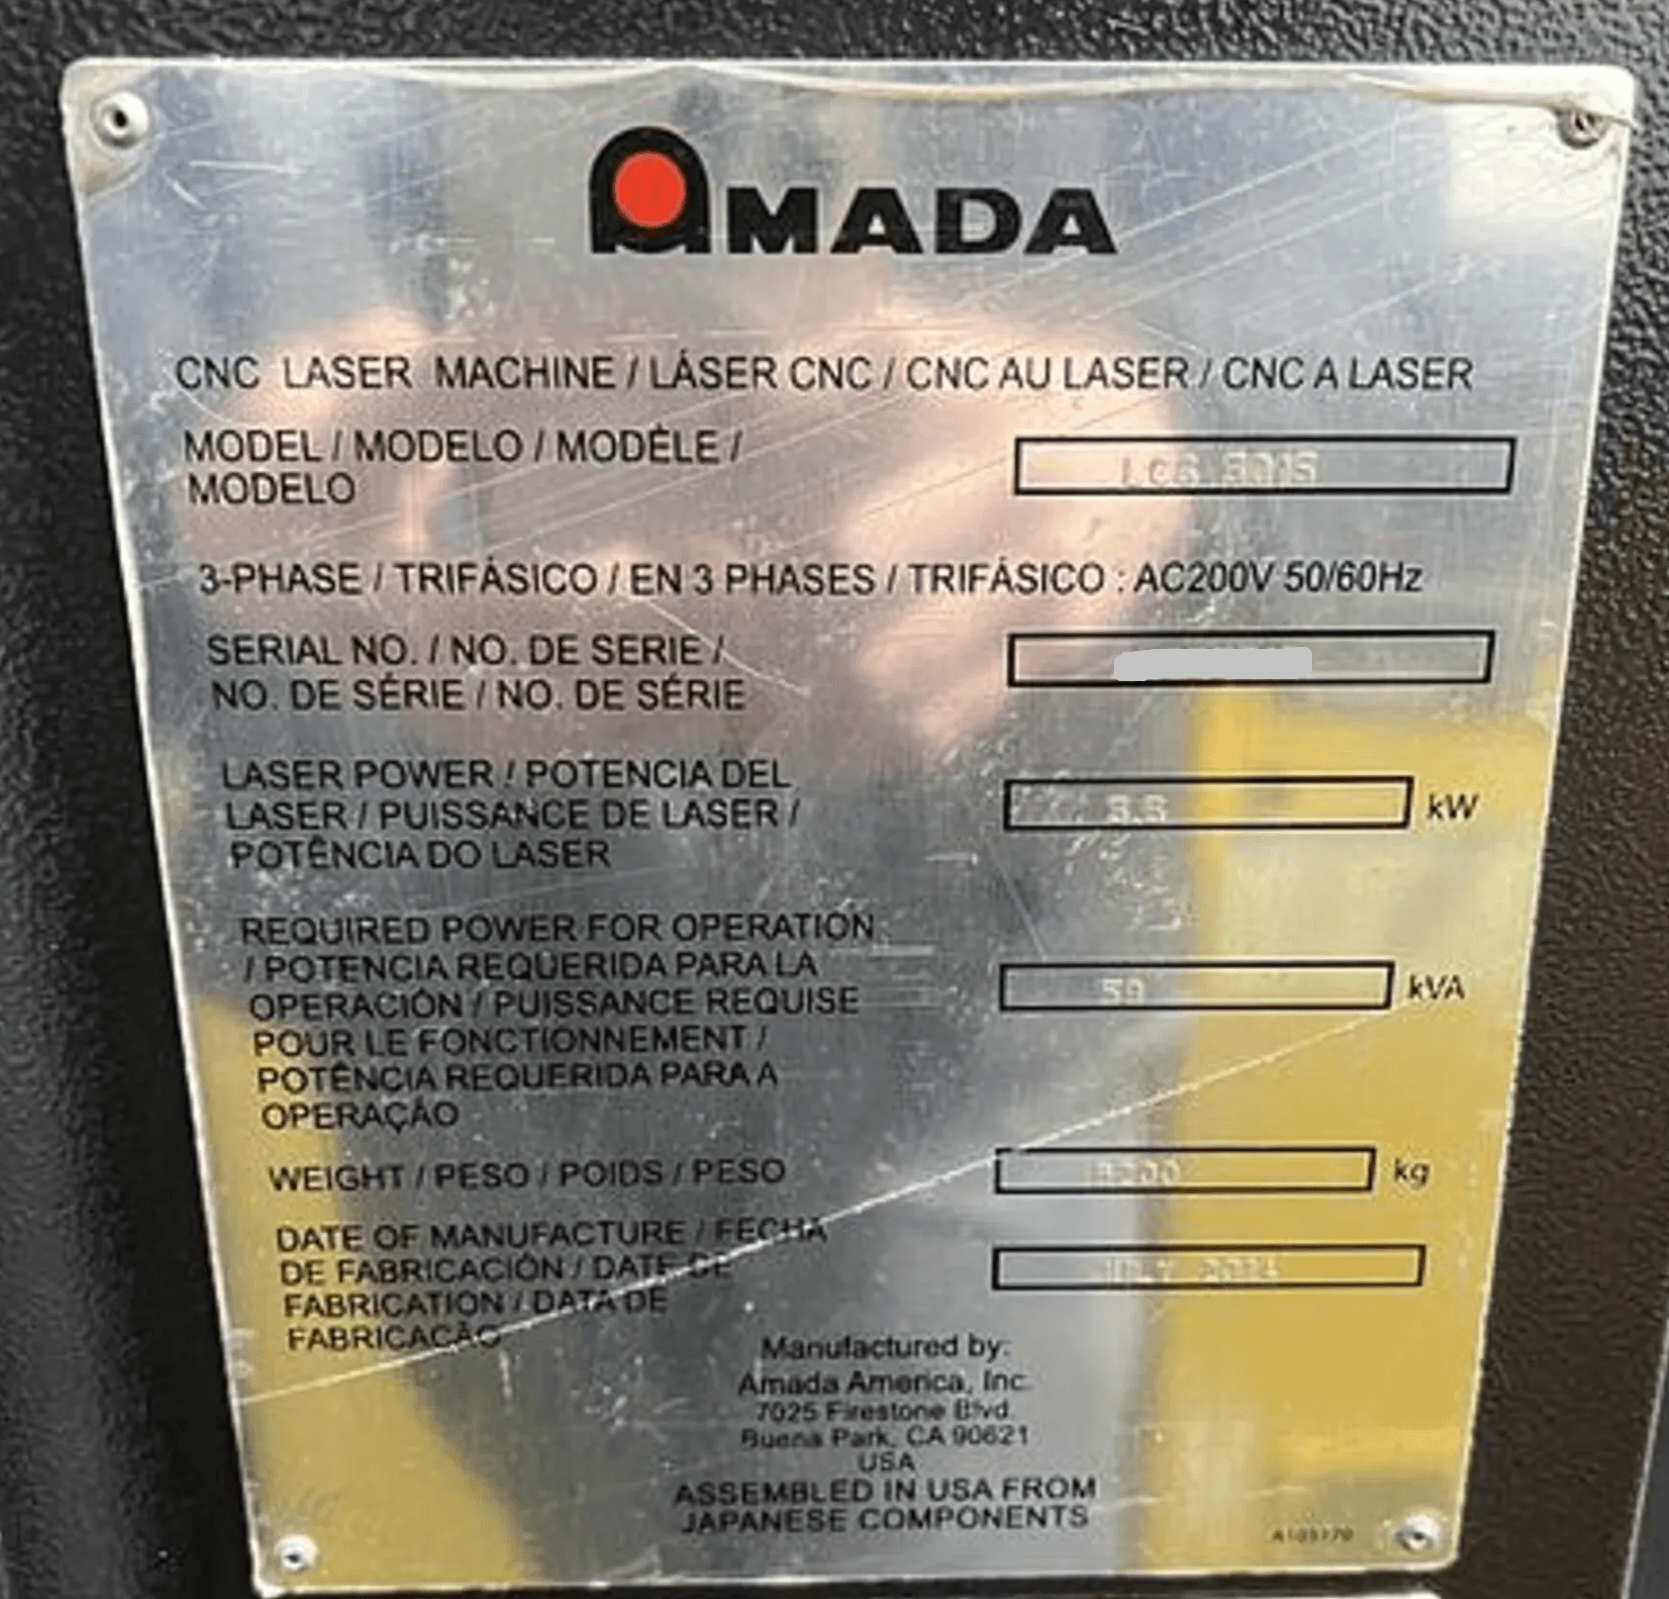 AMADA
CNC LASER MACHINE / LÁSER CNC / CNC AU LASER / CNC A LASER
MODEL / MODELO / MODÈLE /
MODELO
3-PHASE / TRIFÁSICO / EN 3 PHASES / TRIFÁSICO : AC200V 50/60Hz
SERIAL NO. / NO. DE SERIE /
NO. DE SÉRIE / NO. DE SÉRIE
LASER POWER / POTENCIA DEL
LASER / PUISSANCE DE LASER /
POTÊNCIA DO LASER
kW
REQUIRED POWER FOR OPERATION
/ POTENCIA REQUERIDA PARA LA
OPERACIÓN / PUISSANCE REQUISE
POUR LE FONCTIONNEMENT /
POTÊNCIA REQUERIDA PARA A
OPERAÇÃO
kVA
WEIGHT / PESO / POIDS / PESO
kg
DATE OF MANUFACTURE / FECHA
DE FABRICACIÓN / DATE DE
FABRICATION / DATA DE
FABRICAÇÃO
Manufactured by:
Amada America, Inc.
7025 Firestone Blvd.
Buena Park, CA 90621
USA
ASSEMBLED IN USA FROM
JAPANESE COMPONENTS